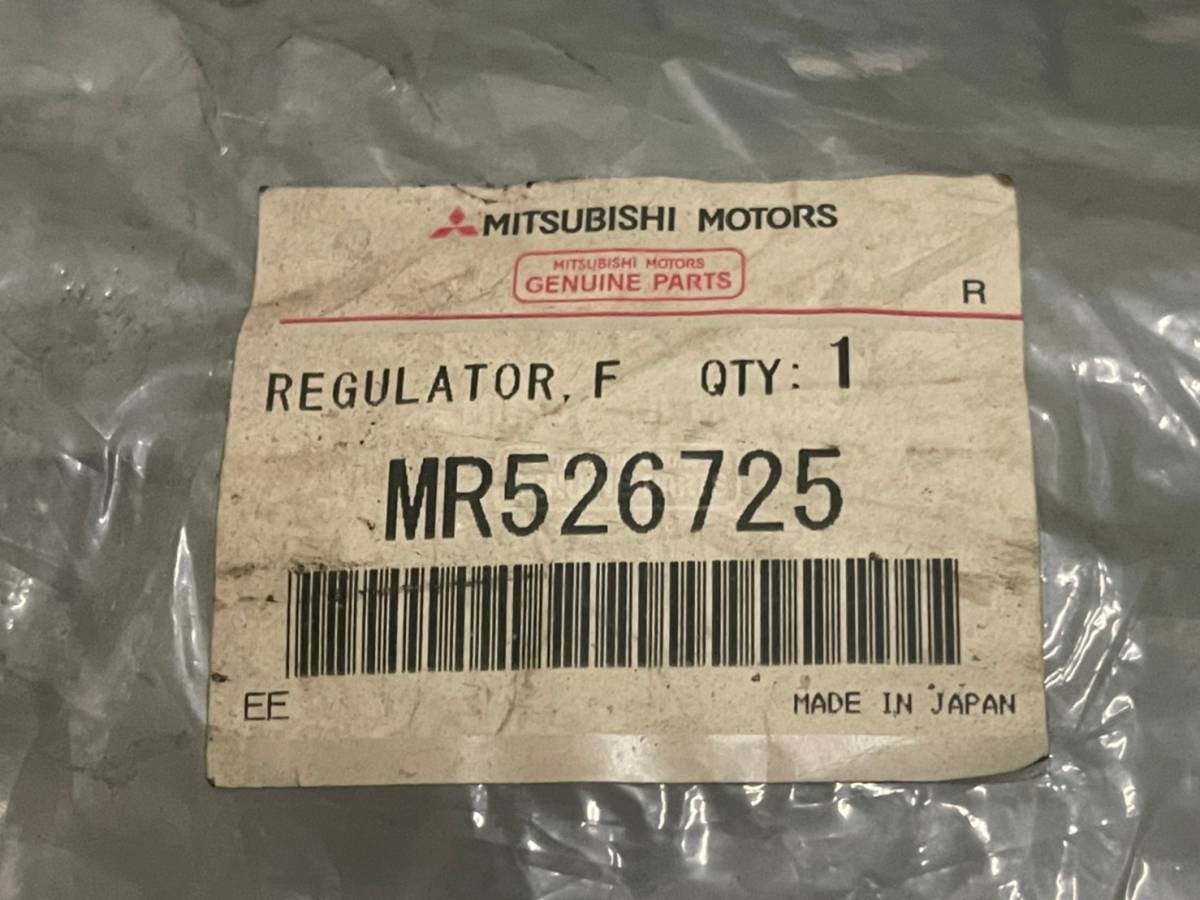 MITSUBISHI MOTORS
MITSUBISHI MOTORS
GENUINE PARTS
R
REGULATOR, F QTY: 1
MR526725
EE MADE IN JAPAN